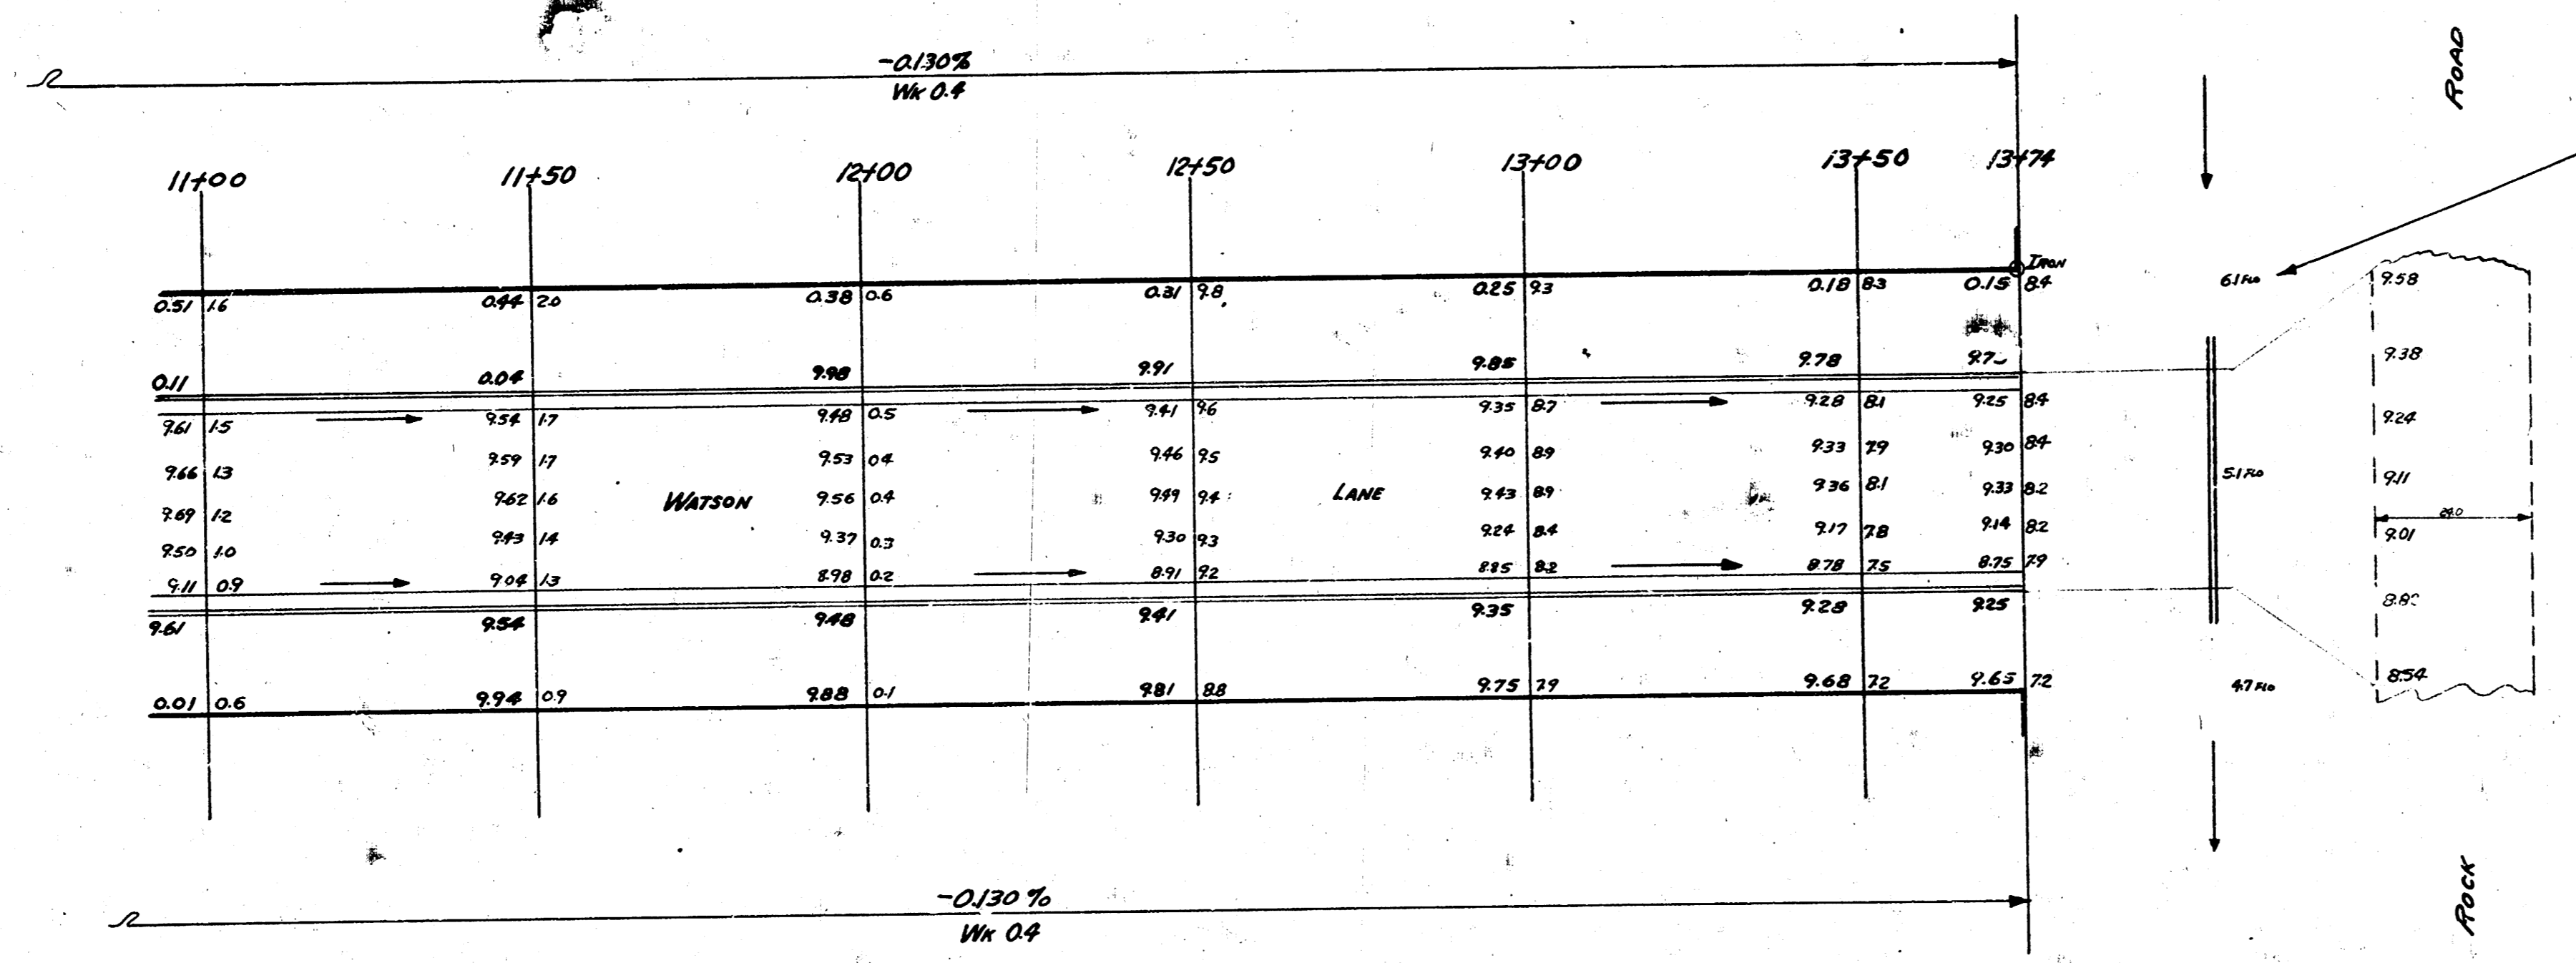 -0.130%
WK 0.4
ROAD
11+00 11+50 12+00 12+50 13+00 13+50 13+74
IRON
0.51 1.6 0.44 2.0 0.38 0.6 0.31 9.8 0.25 9.3 0.18 8.3 0.15 8.4 6.1 FLO 9.58
0.11 0.04 9.98 9.91 9.85 9.78 9.38
9.61 1.5 9.54 1.7 9.48 0.5 9.41 9.6 9.35 8.7 9.28 8.1 9.25 8.4 9.24
9.66 1.3 9.59 1.7 9.53 0.4 9.46 9.5 9.40 8.9 9.33 7.9 9.30 8.4
9.69 1.2 9.62 1.6 WATSON 9.56 0.4 9.49 9.4 LANE 9.43 8.9 9.36 8.1 9.33 8.2 5.1 FLO 9.11
24.0
9.50 1.0 9.43 1.4 9.37 0.3 9.30 9.3 9.24 8.4 9.17 7.8 9.14 8.2 9.01
9.11 0.9 9.04 1.3 8.98 0.2 8.91 9.2 8.85 8.2 8.78 7.5 8.75 7.9
9.61 9.54 9.48 9.41 9.35 9.28 9.25
0.01 0.6 9.94 0.9 9.88 0.1 9.81 8.8 9.75 7.9 9.68 7.2 9.65 7.2 4.7 FLO 8.54
-0.130%
WK 0.4
ROCK